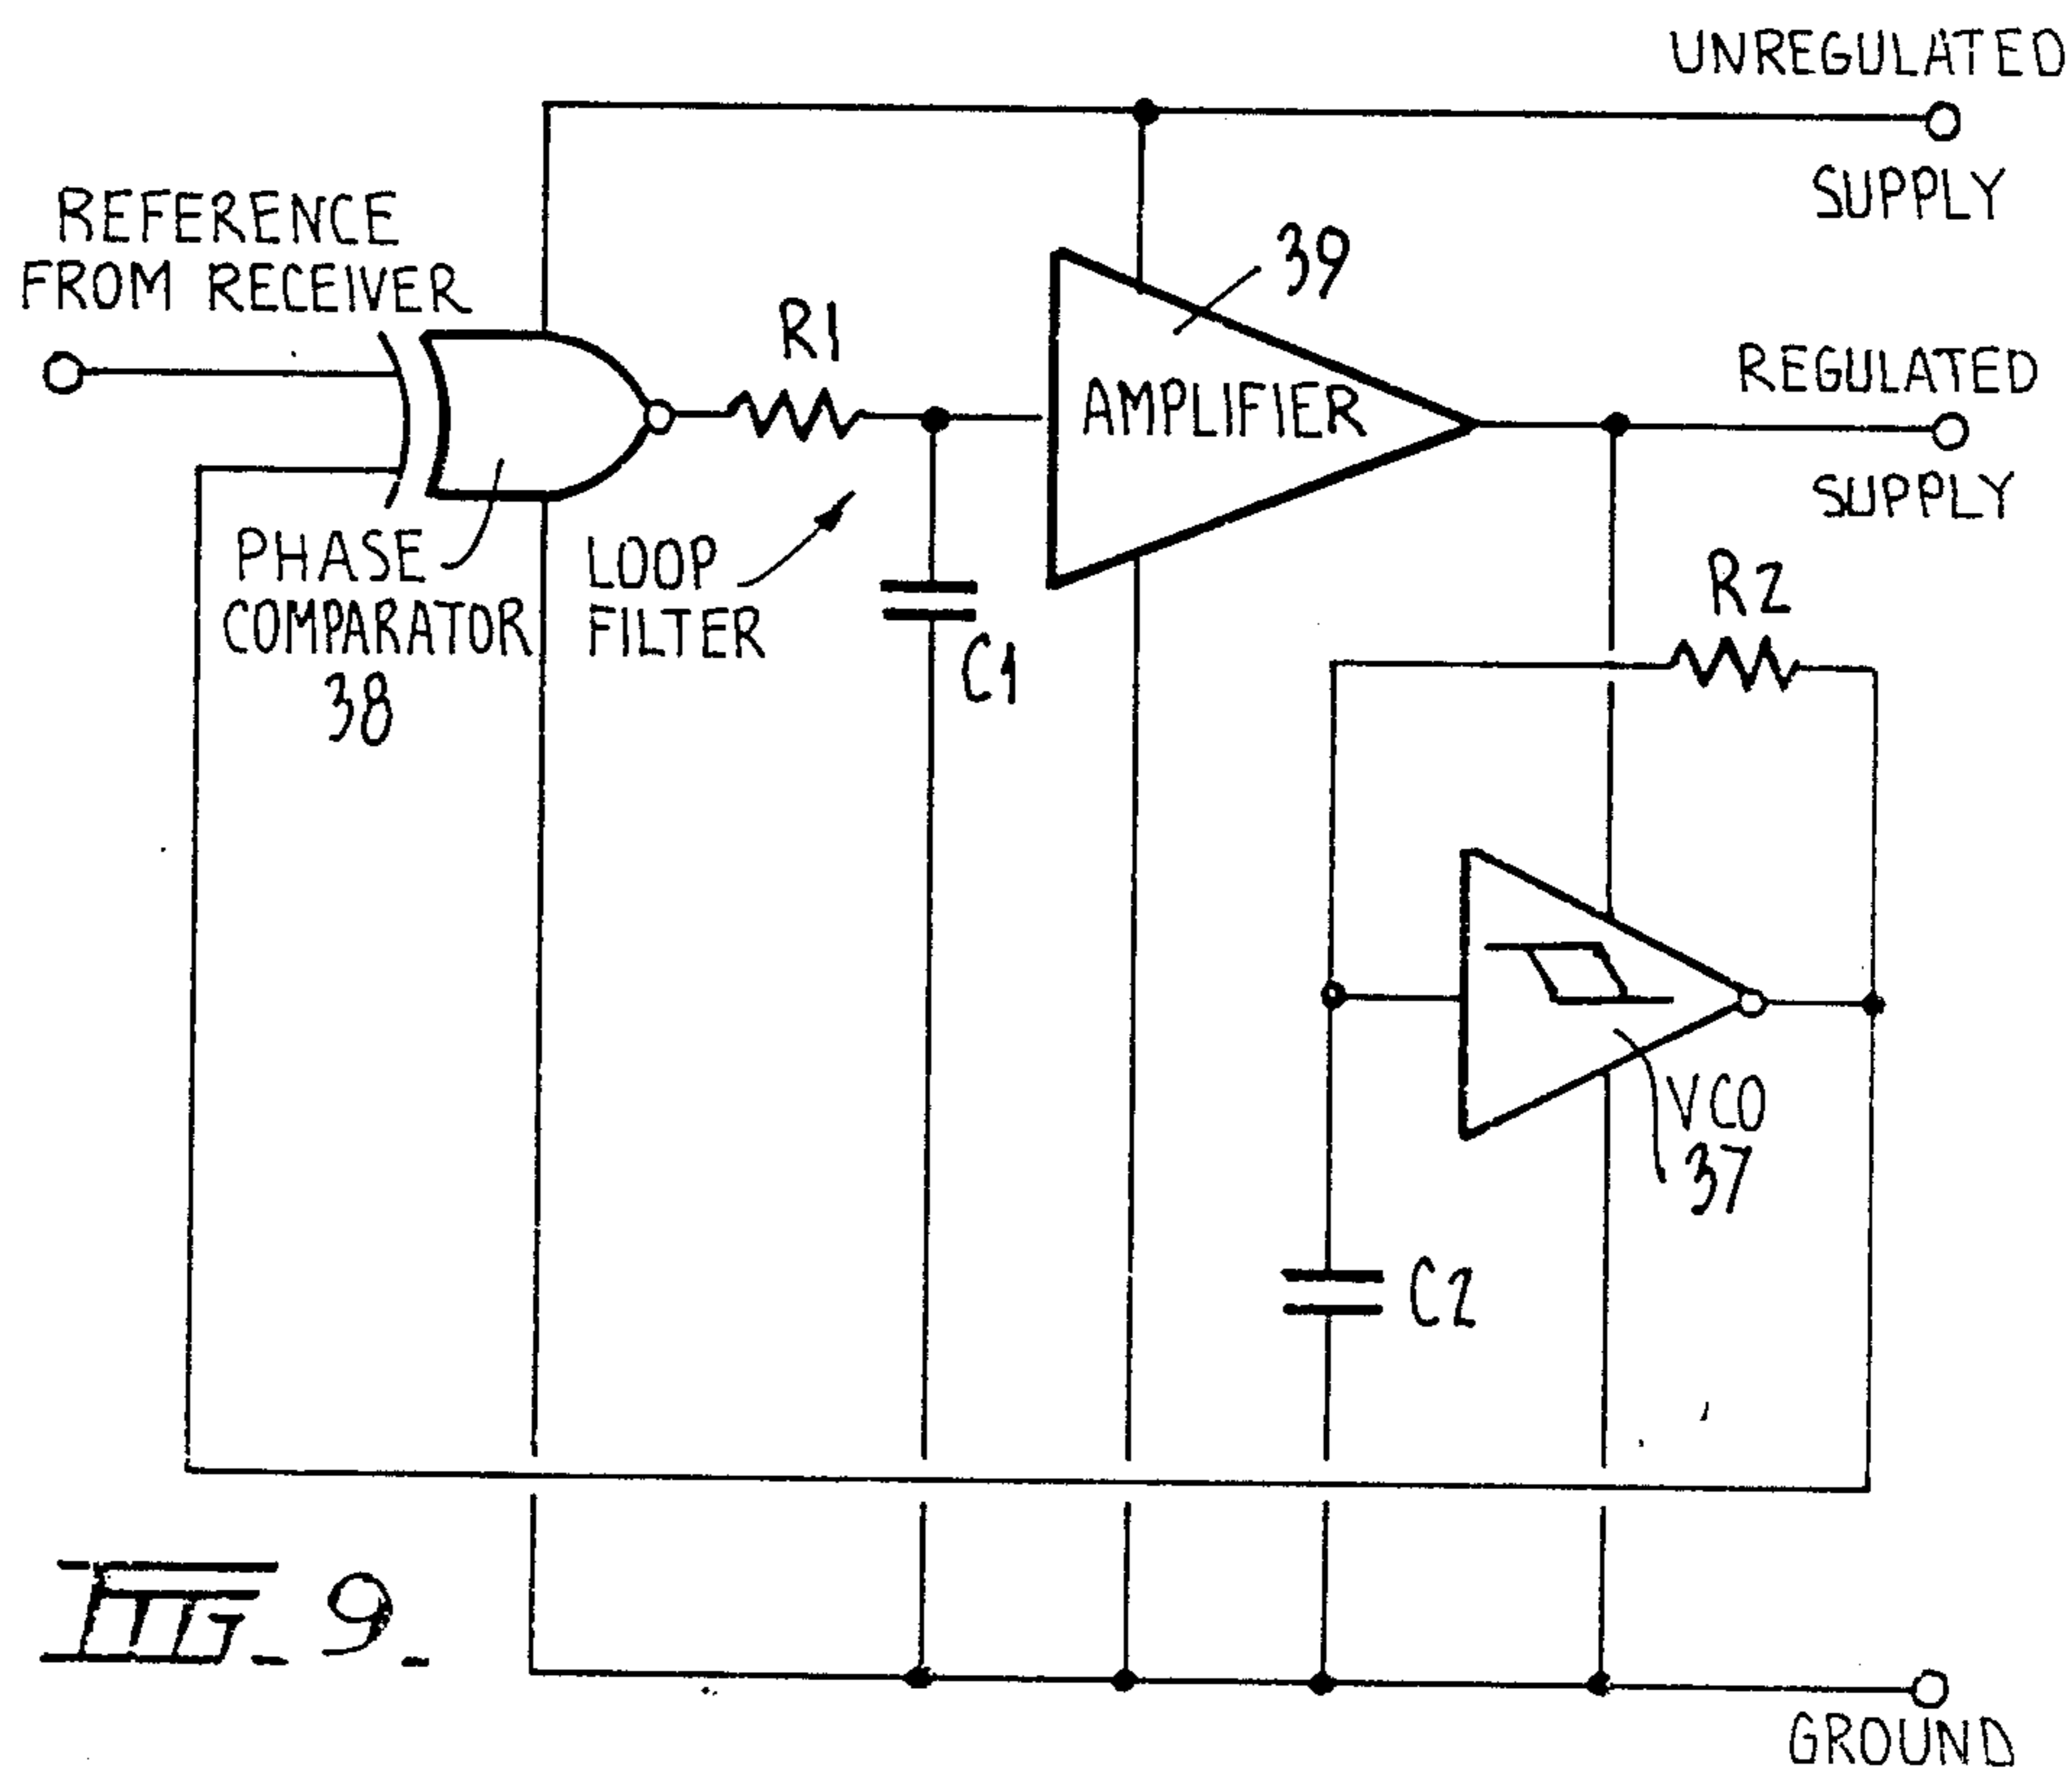 UNREGULATED
SUPPLY
REFERENCE
FROM RECEIVER
39
R1
AMPLIFIER
REGULATED
SUPPLY
PHASE
COMPARATOR
38
LOOP
FILTER
C1
R2
VCO
37
C2
FIG_9_
GROUND